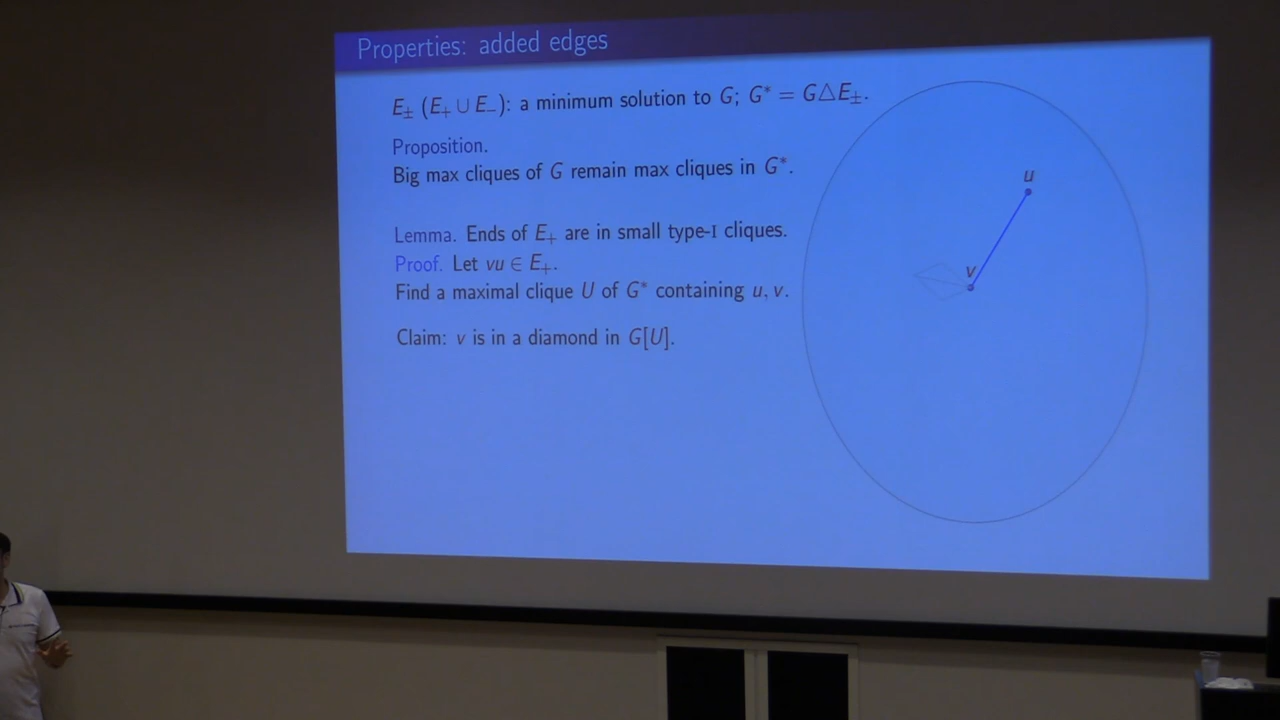 Properties: added edges
E± (E+ ∪ E−): a minimum solution to G; G* = G△E±.
Proposition.
Big max cliques of G remain max cliques in G*.
Lemma. Ends of E+ are in small type-I cliques.
Proof. Let vu ∈ E+.
Find a maximal clique U of G* containing u, v.
Claim: v is in a diamond in G[U].
u
v